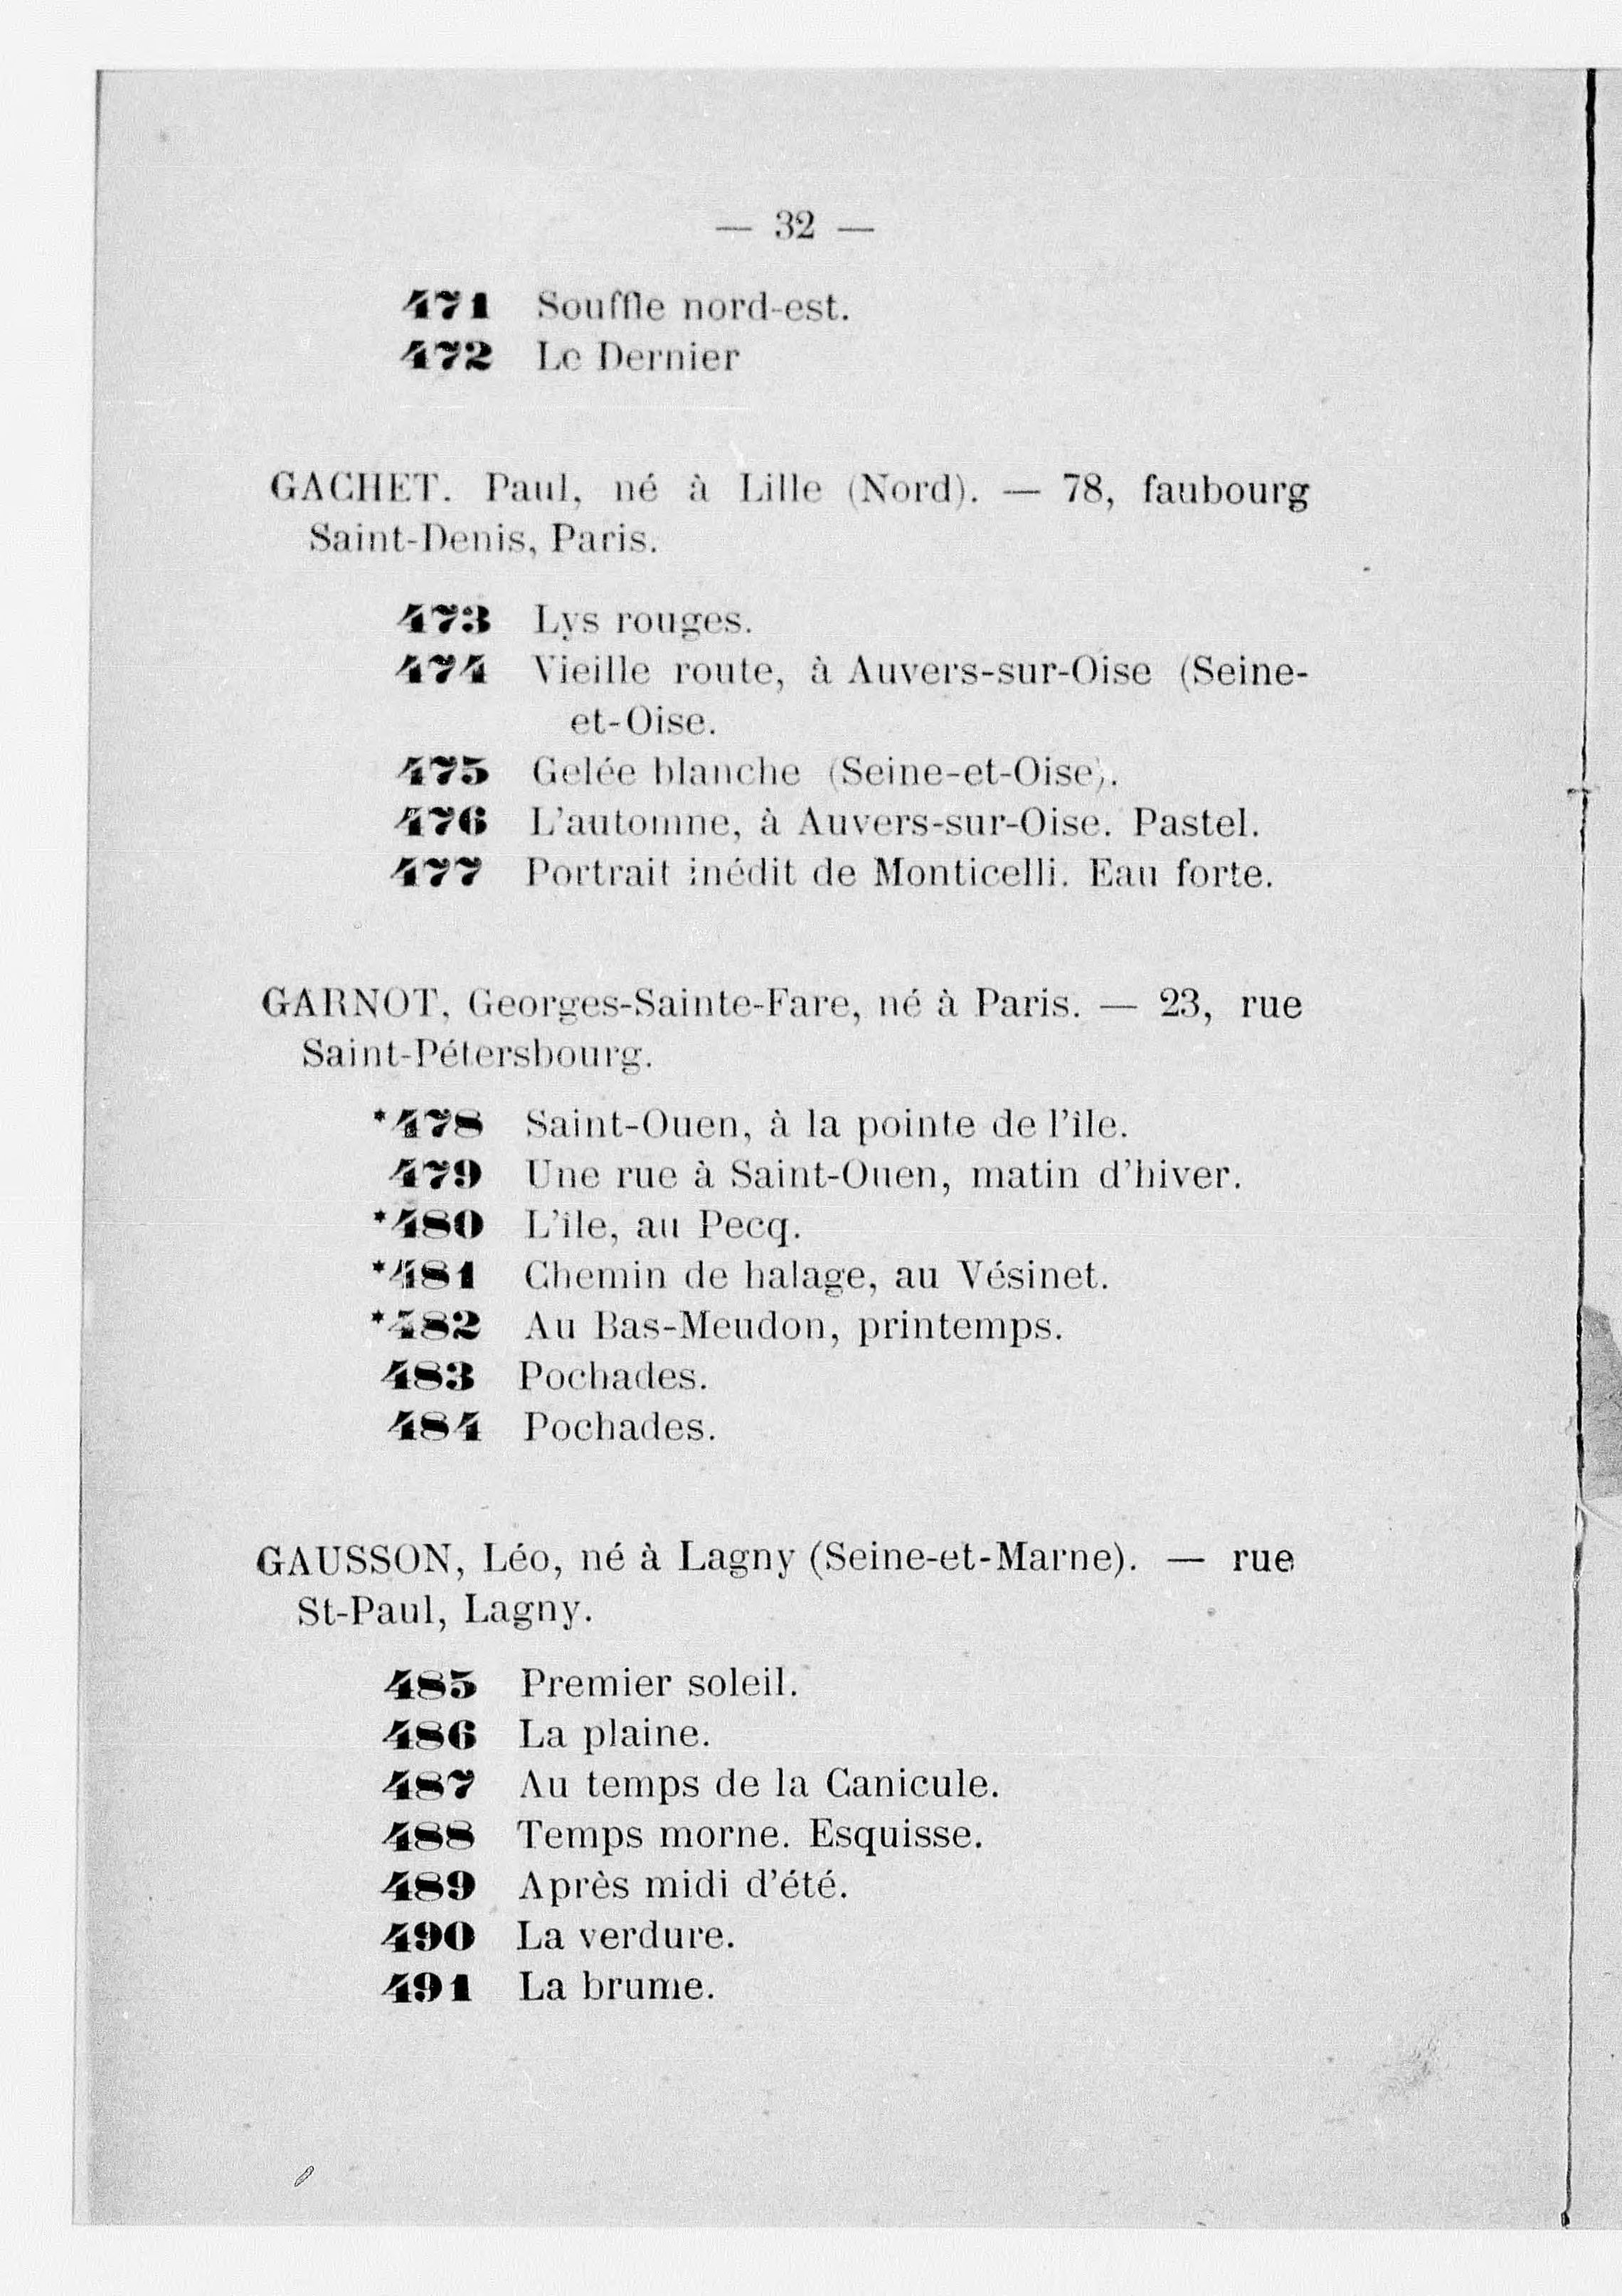 — 32 —
471 Souffle nord-est.
472 Le Dernier
GACHET. Paul, né à Lille (Nord). — 78, faubourg
Saint-Denis, Paris.
473 Lys rouges.
474 Vieille route, à Auvers-sur-Oise (Seine-
et-Oise.
475 Gelée blanche (Seine-et-Oise).
476 L'automne, à Auvers-sur-Oise. Pastel.
477 Portrait inédit de Monticelli. Eau forte.
GARNOT, Georges-Sainte-Fare, né à Paris. — 23, rue
Saint-Pétersbourg.
*478 Saint-Ouen, à la pointe de l'île.
479 Une rue à Saint-Ouen, matin d'hiver.
*480 L'île, au Pecq.
*481 Chemin de halage, au Vésinet.
*482 Au Bas-Meudon, printemps.
483 Pochades.
484 Pochades.
GAUSSON, Léo, né à Lagny (Seine-et-Marne). — rue
St-Paul, Lagny.
485 Premier soleil.
486 La plaine.
487 Au temps de la Canicule.
488 Temps morne. Esquisse.
489 Après midi d'été.
490 La verdure.
491 La brume.